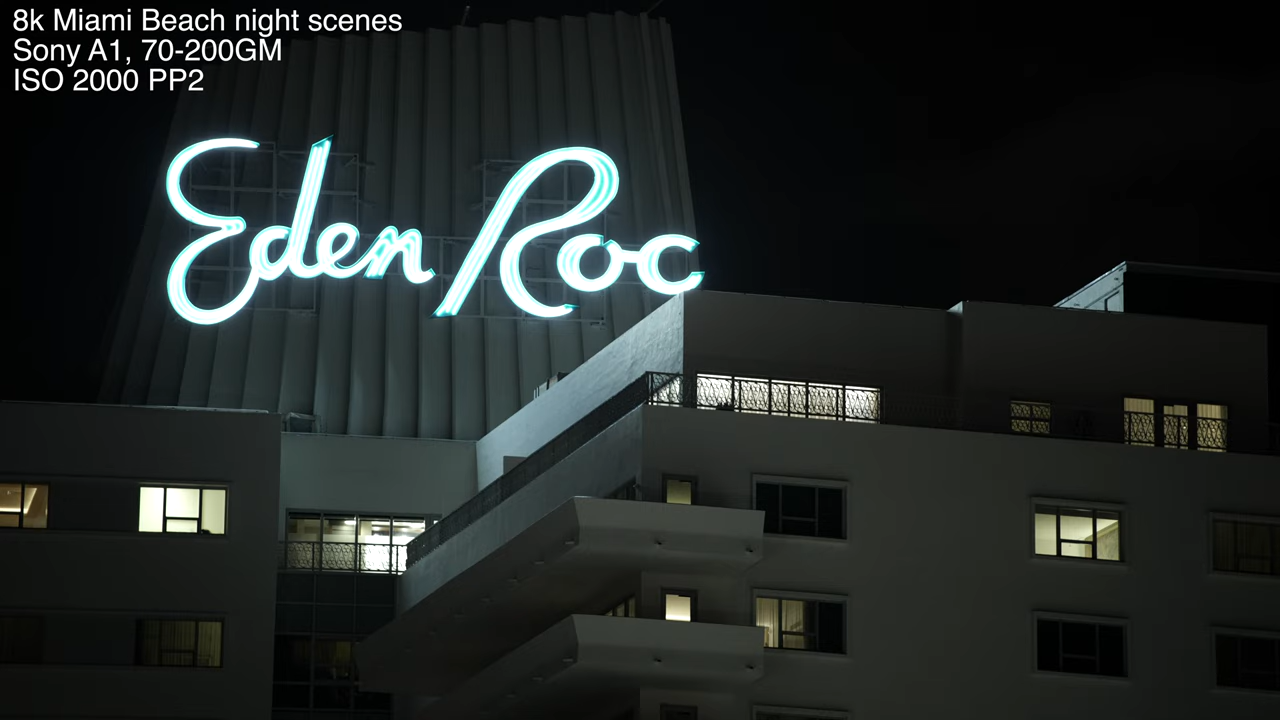 8k Miami Beach night scenes
Sony A1, 70-200GM
ISO 2000 PP2
Eden Roc